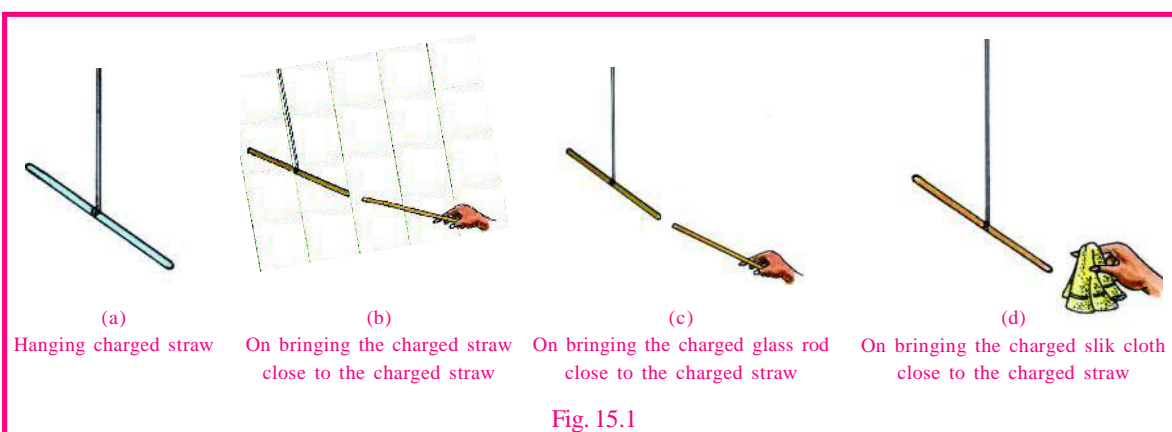 (a)
Hanging charged straw
(b)
On bringing the charged straw
close to the charged straw
(c)
On bringing the charged glass rod
close to the charged straw
(d)
On bringing the charged slik cloth
close to the charged straw
Fig. 15.1